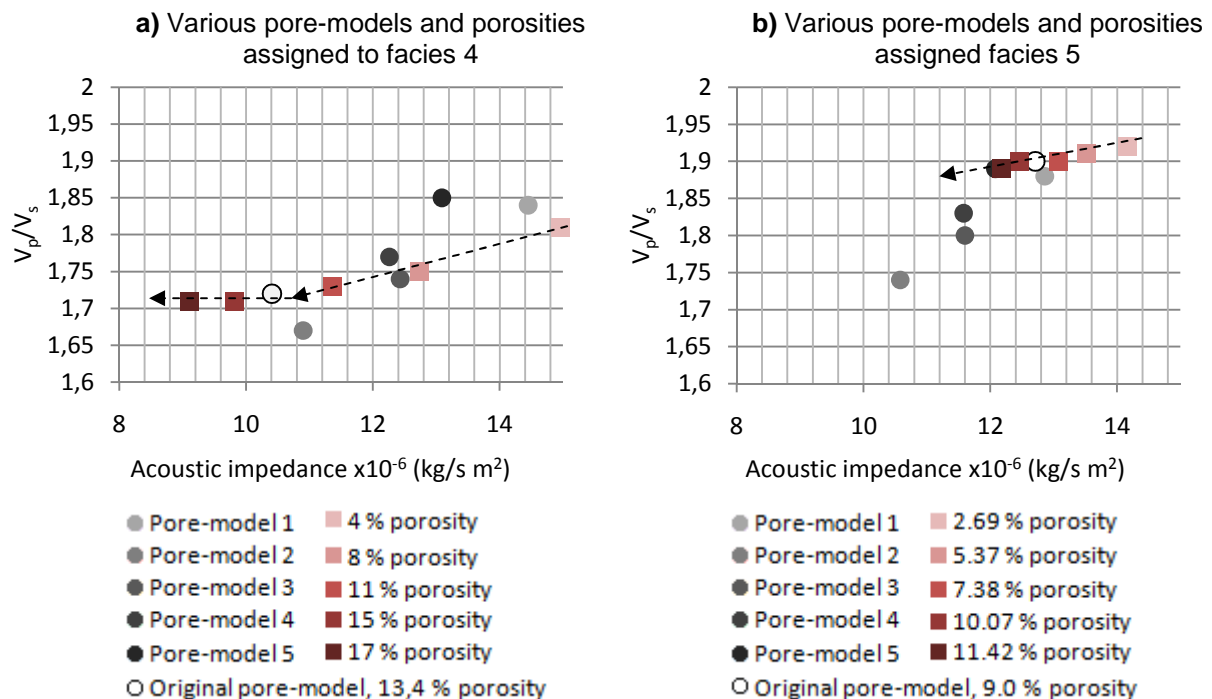 a) Various pore-models and porosities
assigned to facies 4
2
1,95
1,9
1,85
1,8
1,75
1,7
1,65
1,6
Vp/Vs
8 10 12 14
Acoustic impedance x10⁻⁶ (kg/s m²)
Pore-model 1 4 % porosity
Pore-model 2 8 % porosity
Pore-model 3 11 % porosity
Pore-model 4 15 % porosity
Pore-model 5 17 % porosity
Original pore-model, 13,4 % porosity
b) Various pore-models and porosities
assigned facies 5
2
1,95
1,9
1,85
1,8
1,75
1,7
1,65
1,6
Vp/Vs
8 10 12 14
Acoustic impedance x10⁻⁶ (kg/s m²)
Pore-model 1 2.69 % porosity
Pore-model 2 5.37 % porosity
Pore-model 3 7.38 % porosity
Pore-model 4 10.07 % porosity
Pore-model 5 11.42 % porosity
Original pore-model, 9.0 % porosity